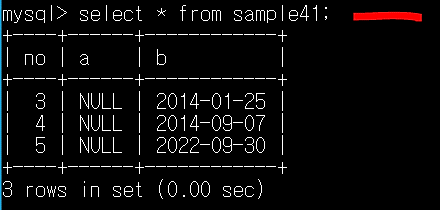 mysql> select * from sample41;
+----+------+------------+
| no | a    | b          |
+----+------+------------+
|  3 | NULL | 2014-01-25 |
|  4 | NULL | 2014-09-07 |
|  5 | NULL | 2022-09-30 |
+----+------+------------+
3 rows in set (0.00 sec)